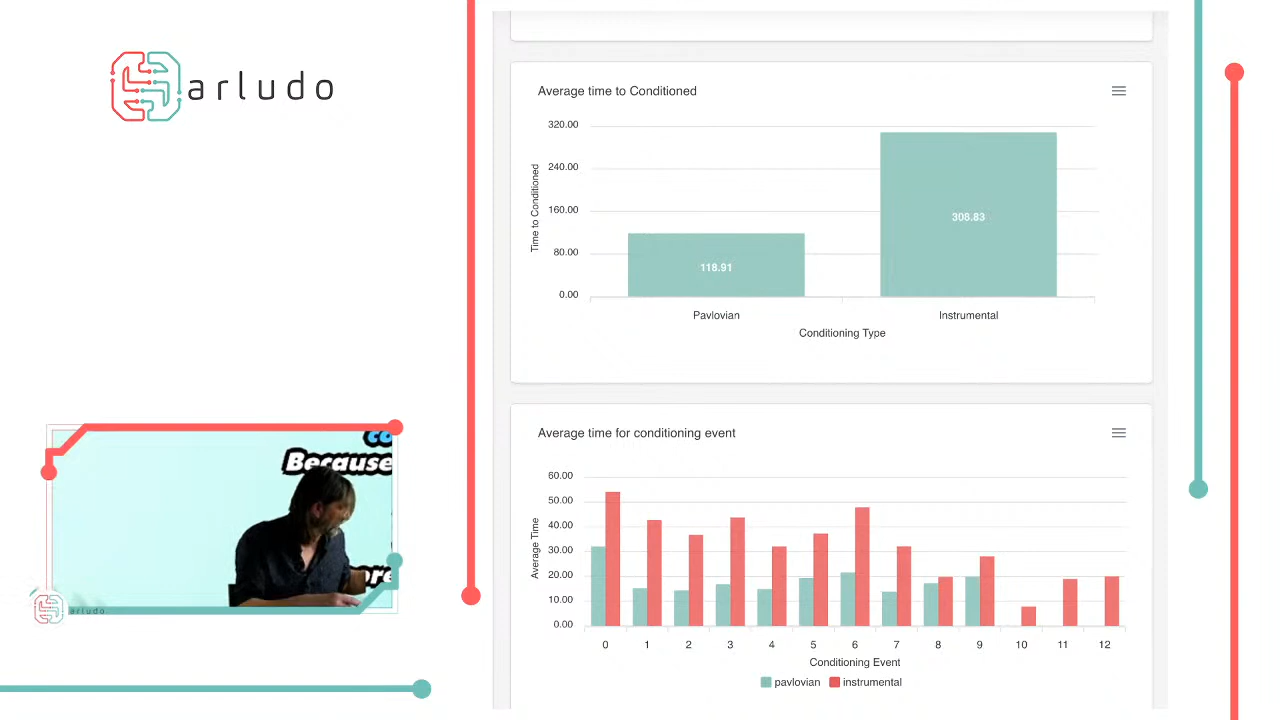 arludo
Average time to Conditioned
320.00
240.00
160.00
80.00
0.00
Time to Conditioned
118.91
308.83
Pavlovian
Instrumental
Conditioning Type
Average time for conditioning event
60.00
50.00
40.00
30.00
20.00
10.00
0.00
Average Time
0 1 2 3 4 5 6 7 8 9 10 11 12
Conditioning Event
pavlovian instrumental
co
Because
ore
arludo